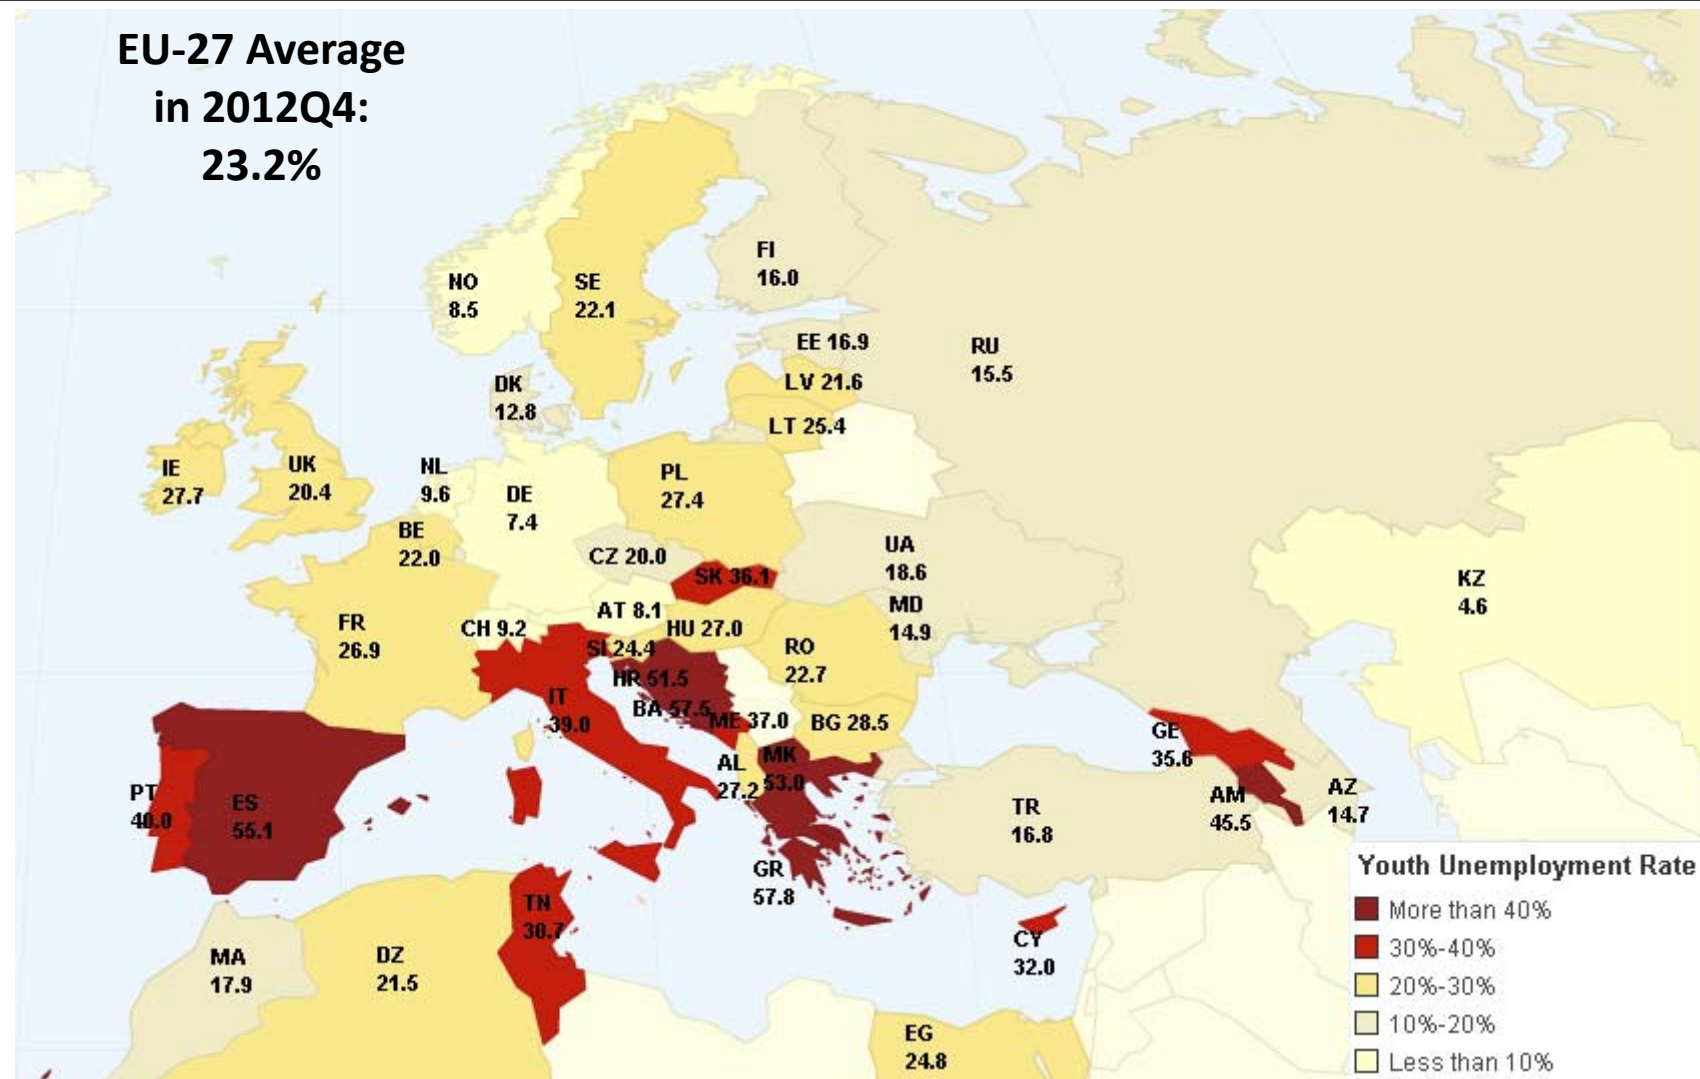 EU-27 Average
in 2012Q4:
23.2%
NO
8.5
SE
22.1
FI
16.0
EE 16.9
RU
15.5
LV 21.6
DK
12.8
LT 25.4
IE
27.7
UK
20.4
NL
9.6
DE
7.4
PL
27.4
BE
22.0
CZ 20.0
UA
18.6
SK 36.1
KZ
4.6
AT 8.1
MD
14.9
FR
26.9
CH 9.2
HU 27.0
SI 24.4
RO
22.7
HR 51.5
IT
39.0
BA 57.5
ME 37.0
BG 28.5
GE
35.6
AL
27.2
MK
53.0
PT
40.0
ES
55.1
TR
16.8
AM
45.5
AZ
14.7
GR
57.8
TN
30.7
CY
32.0
MA
17.9
DZ
21.5
EG
24.8
Youth Unemployment Rate
More than 40%
30%-40%
20%-30%
10%-20%
Less than 10%